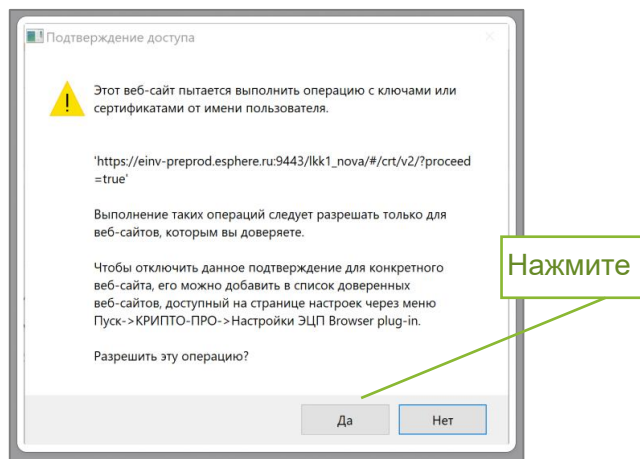 Подтверждение доступа
Этот веб-сайт пытается выполнить операцию с ключами или
сертификатами от имени пользователя.
'https://einv-preprod.esphere.ru:9443/lkk1_nova/#/crt/v2/?proceed
=true'
Выполнение таких операций следует разрешать только для
веб-сайтов, которым вы доверяете.
Чтобы отключить данное подтверждение для конкретного
веб-сайта, его можно добавить в список доверенных
веб-сайтов, доступный на странице настроек через меню
Пуск->КРИПТО-ПРО->Настройки ЭЦП Browser plug-in.
Нажмите
Разрешить эту операцию?
Да
Нет